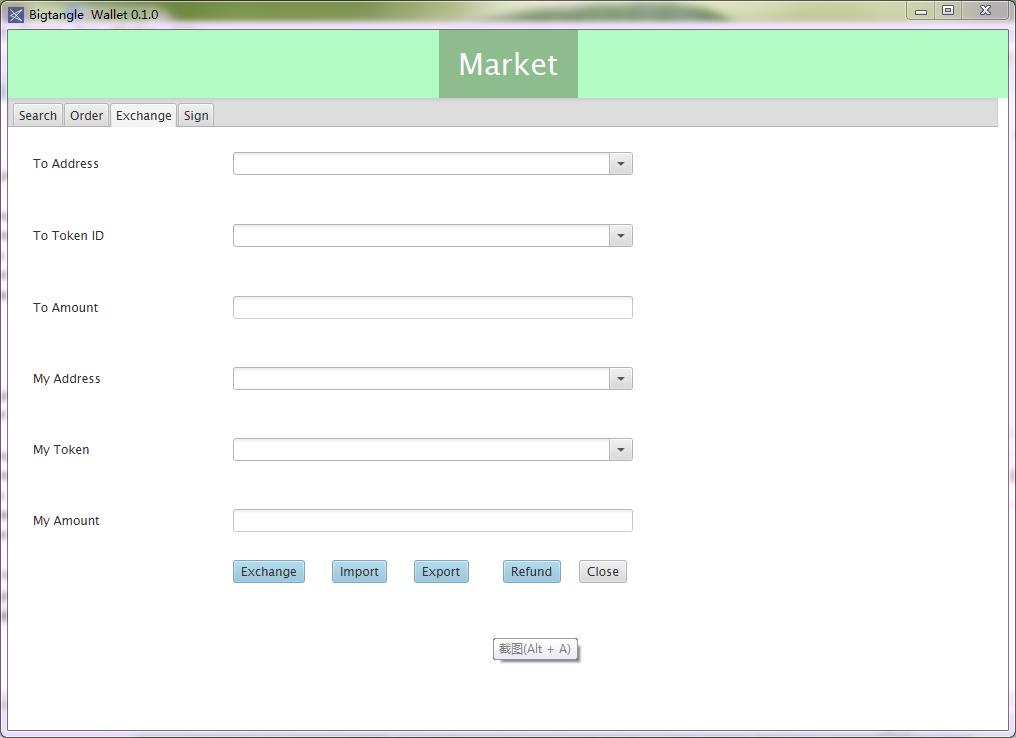 Bigtangle Wallet 0.1.0
Market
Search Order Exchange Sign
To Address
To Token ID
To Amount
My Address
My Token
My Amount
Exchange Import Export Refund Close
截图(Alt + A)